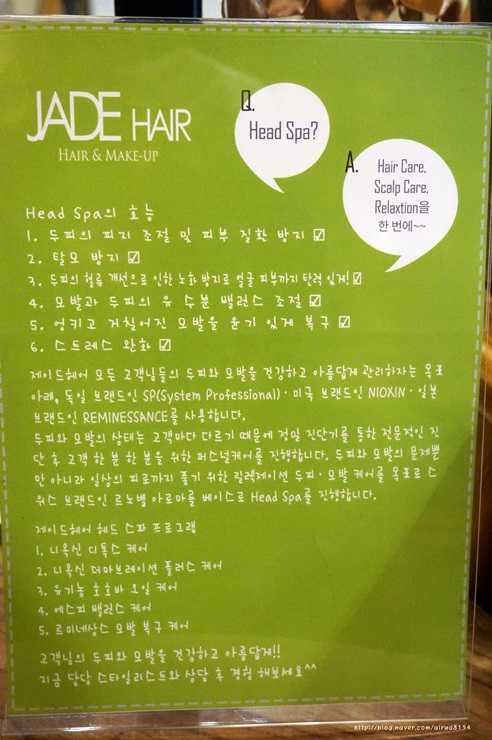 JADE HAIR
HAIR & MAKE-UP
Q.
Head Spa?
A.
Hair Care,
Scalp Care,
Relaxtion을
한 번에~~
Head Spa의 효능
1. 두피의 피지 조절 및 피부 질환 방지 ☑
2. 탈모 방지 ☑
3. 두피의 혈류 개선으로 인한 노화 방지로 얼굴 피부까지 탄력 있게! ☑
4. 모발과 두피의 유 수분 밸런스 조절 ☑
5. 엉키고 거칠어진 모발을 윤기 있게 복구 ☑
6. 스트레스 완화 ☑
제이드헤어 모든 고객님들의 두피와 모발을 건강하고 아름답게 관리하자는 목표
아래, 독일 브랜드인 SP(System Professional)·미국 브랜드인 NIOXIN·일본
브랜드인 REMINESSANCE를 사용합니다.
두피와 모발의 상태는 고객마다 다르기 때문에 정밀 진단기를 통한 전문적인 진
단 후 고객 한 분 한 분을 위한 퍼스널케어를 진행합니다. 두피와 모발의 문제뿐
만 아니라 일상의 피로까지 풀기 위한 릴렉제이션 두피·모발 케어를 목표로 스
위스 브랜드인 르노벨 아로마를 베이스로 Head Spa를 진행합니다.
제이드헤어 헤드 스파 프로그램
1. 니옥신 디톡스 케어
2. 니옥신 더마브레이션 플러스 케어
3. 유기농 호호바 오일 케어
4. 에스피 밸런스 케어
5. 르미네상스 모발 복구 케어
고객님의 두피와 모발을 건강하고 아름답게!!
지금 담당 스타일리스트와 상담 후 경험 해보세요^^
http://blog.naver.com/airud8154